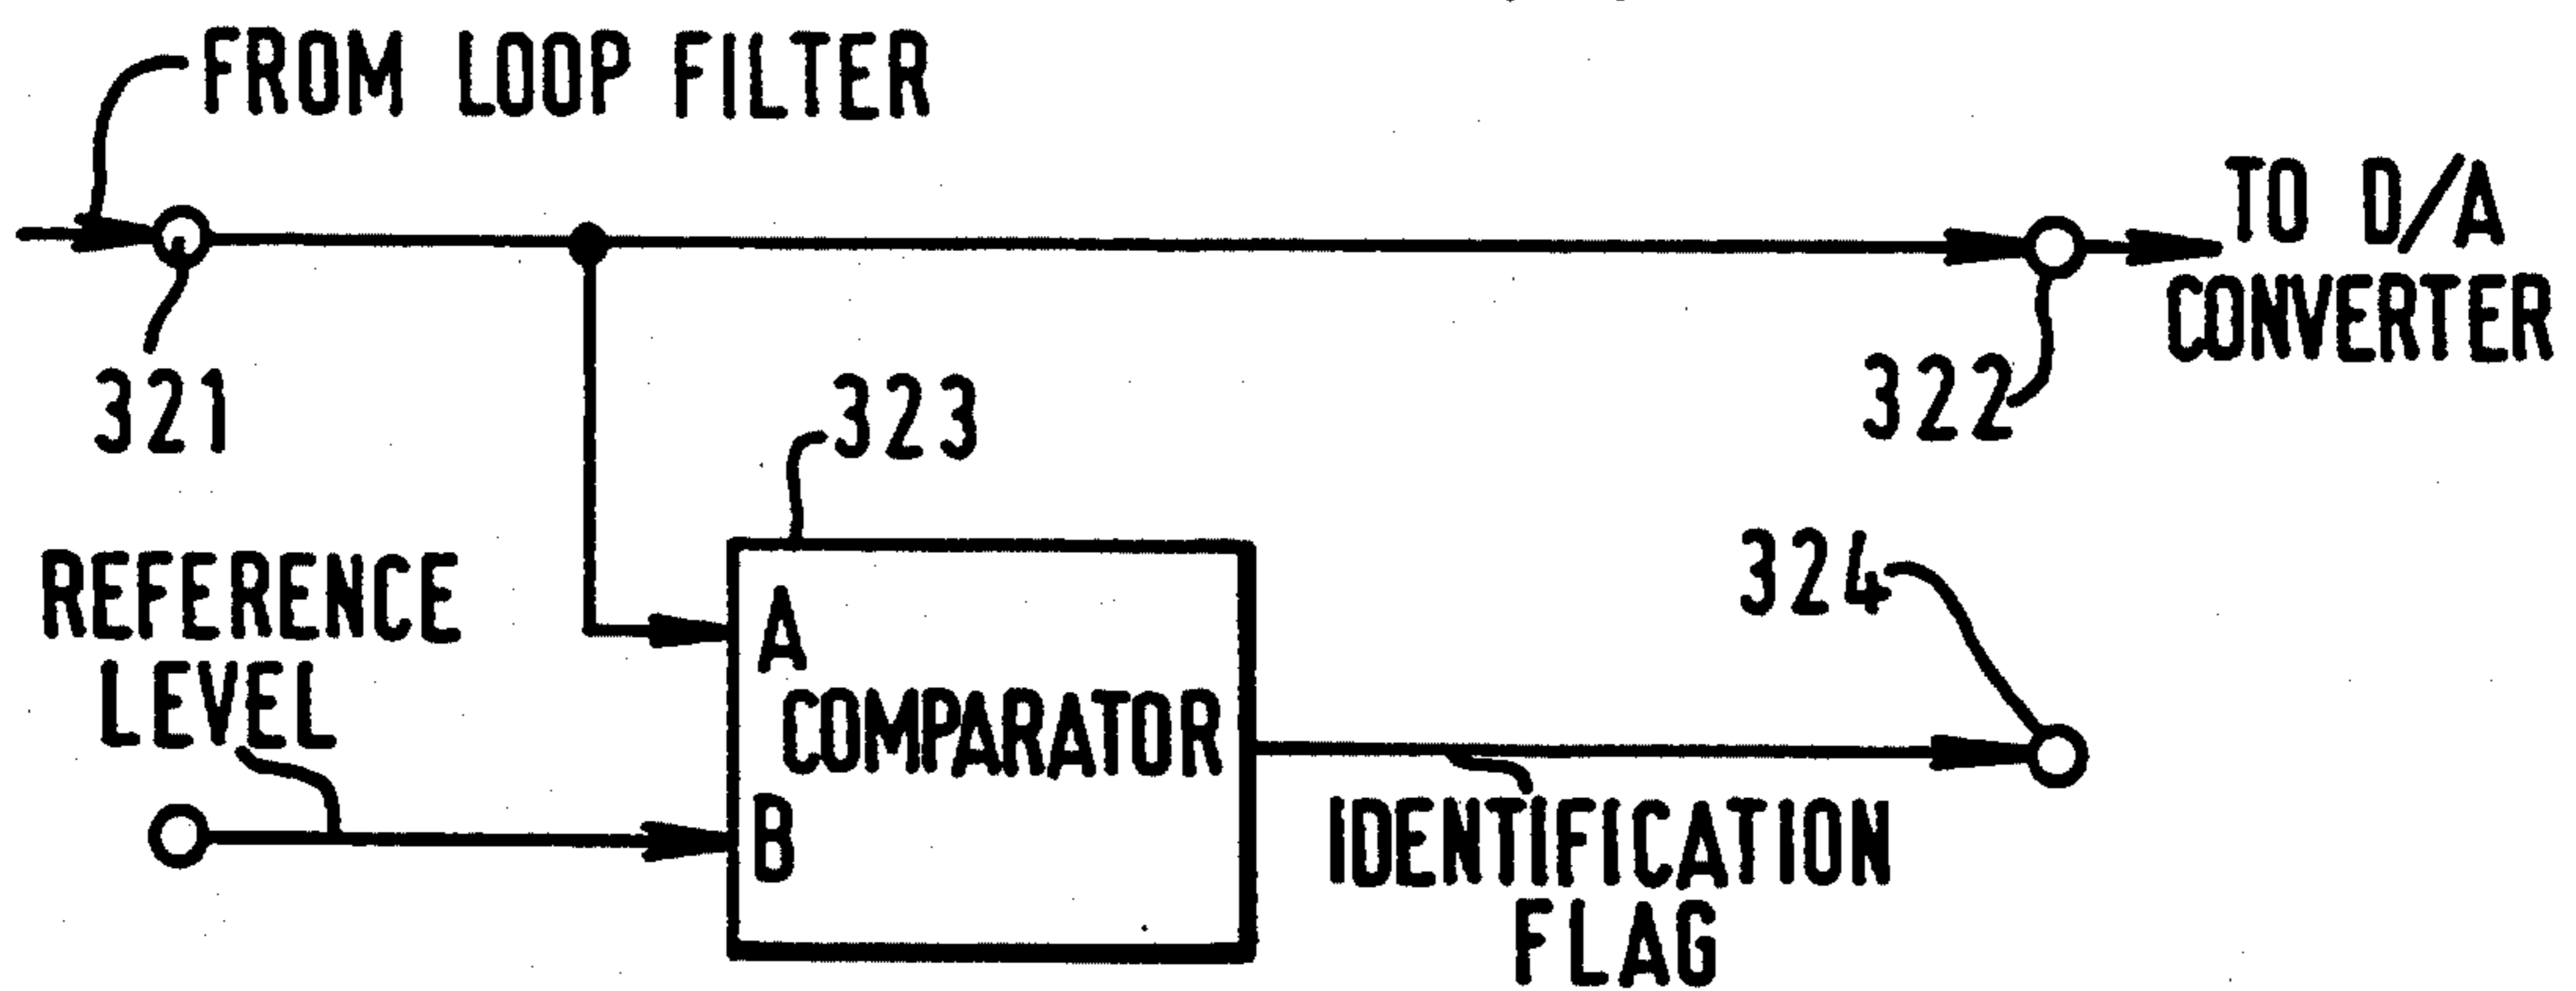 FROM LOOP FILTER
TO D/A
CONVERTER
321
322
323
REFERENCE
LEVEL
324
A
COMPARATOR
B
IDENTIFICATION
FLAG